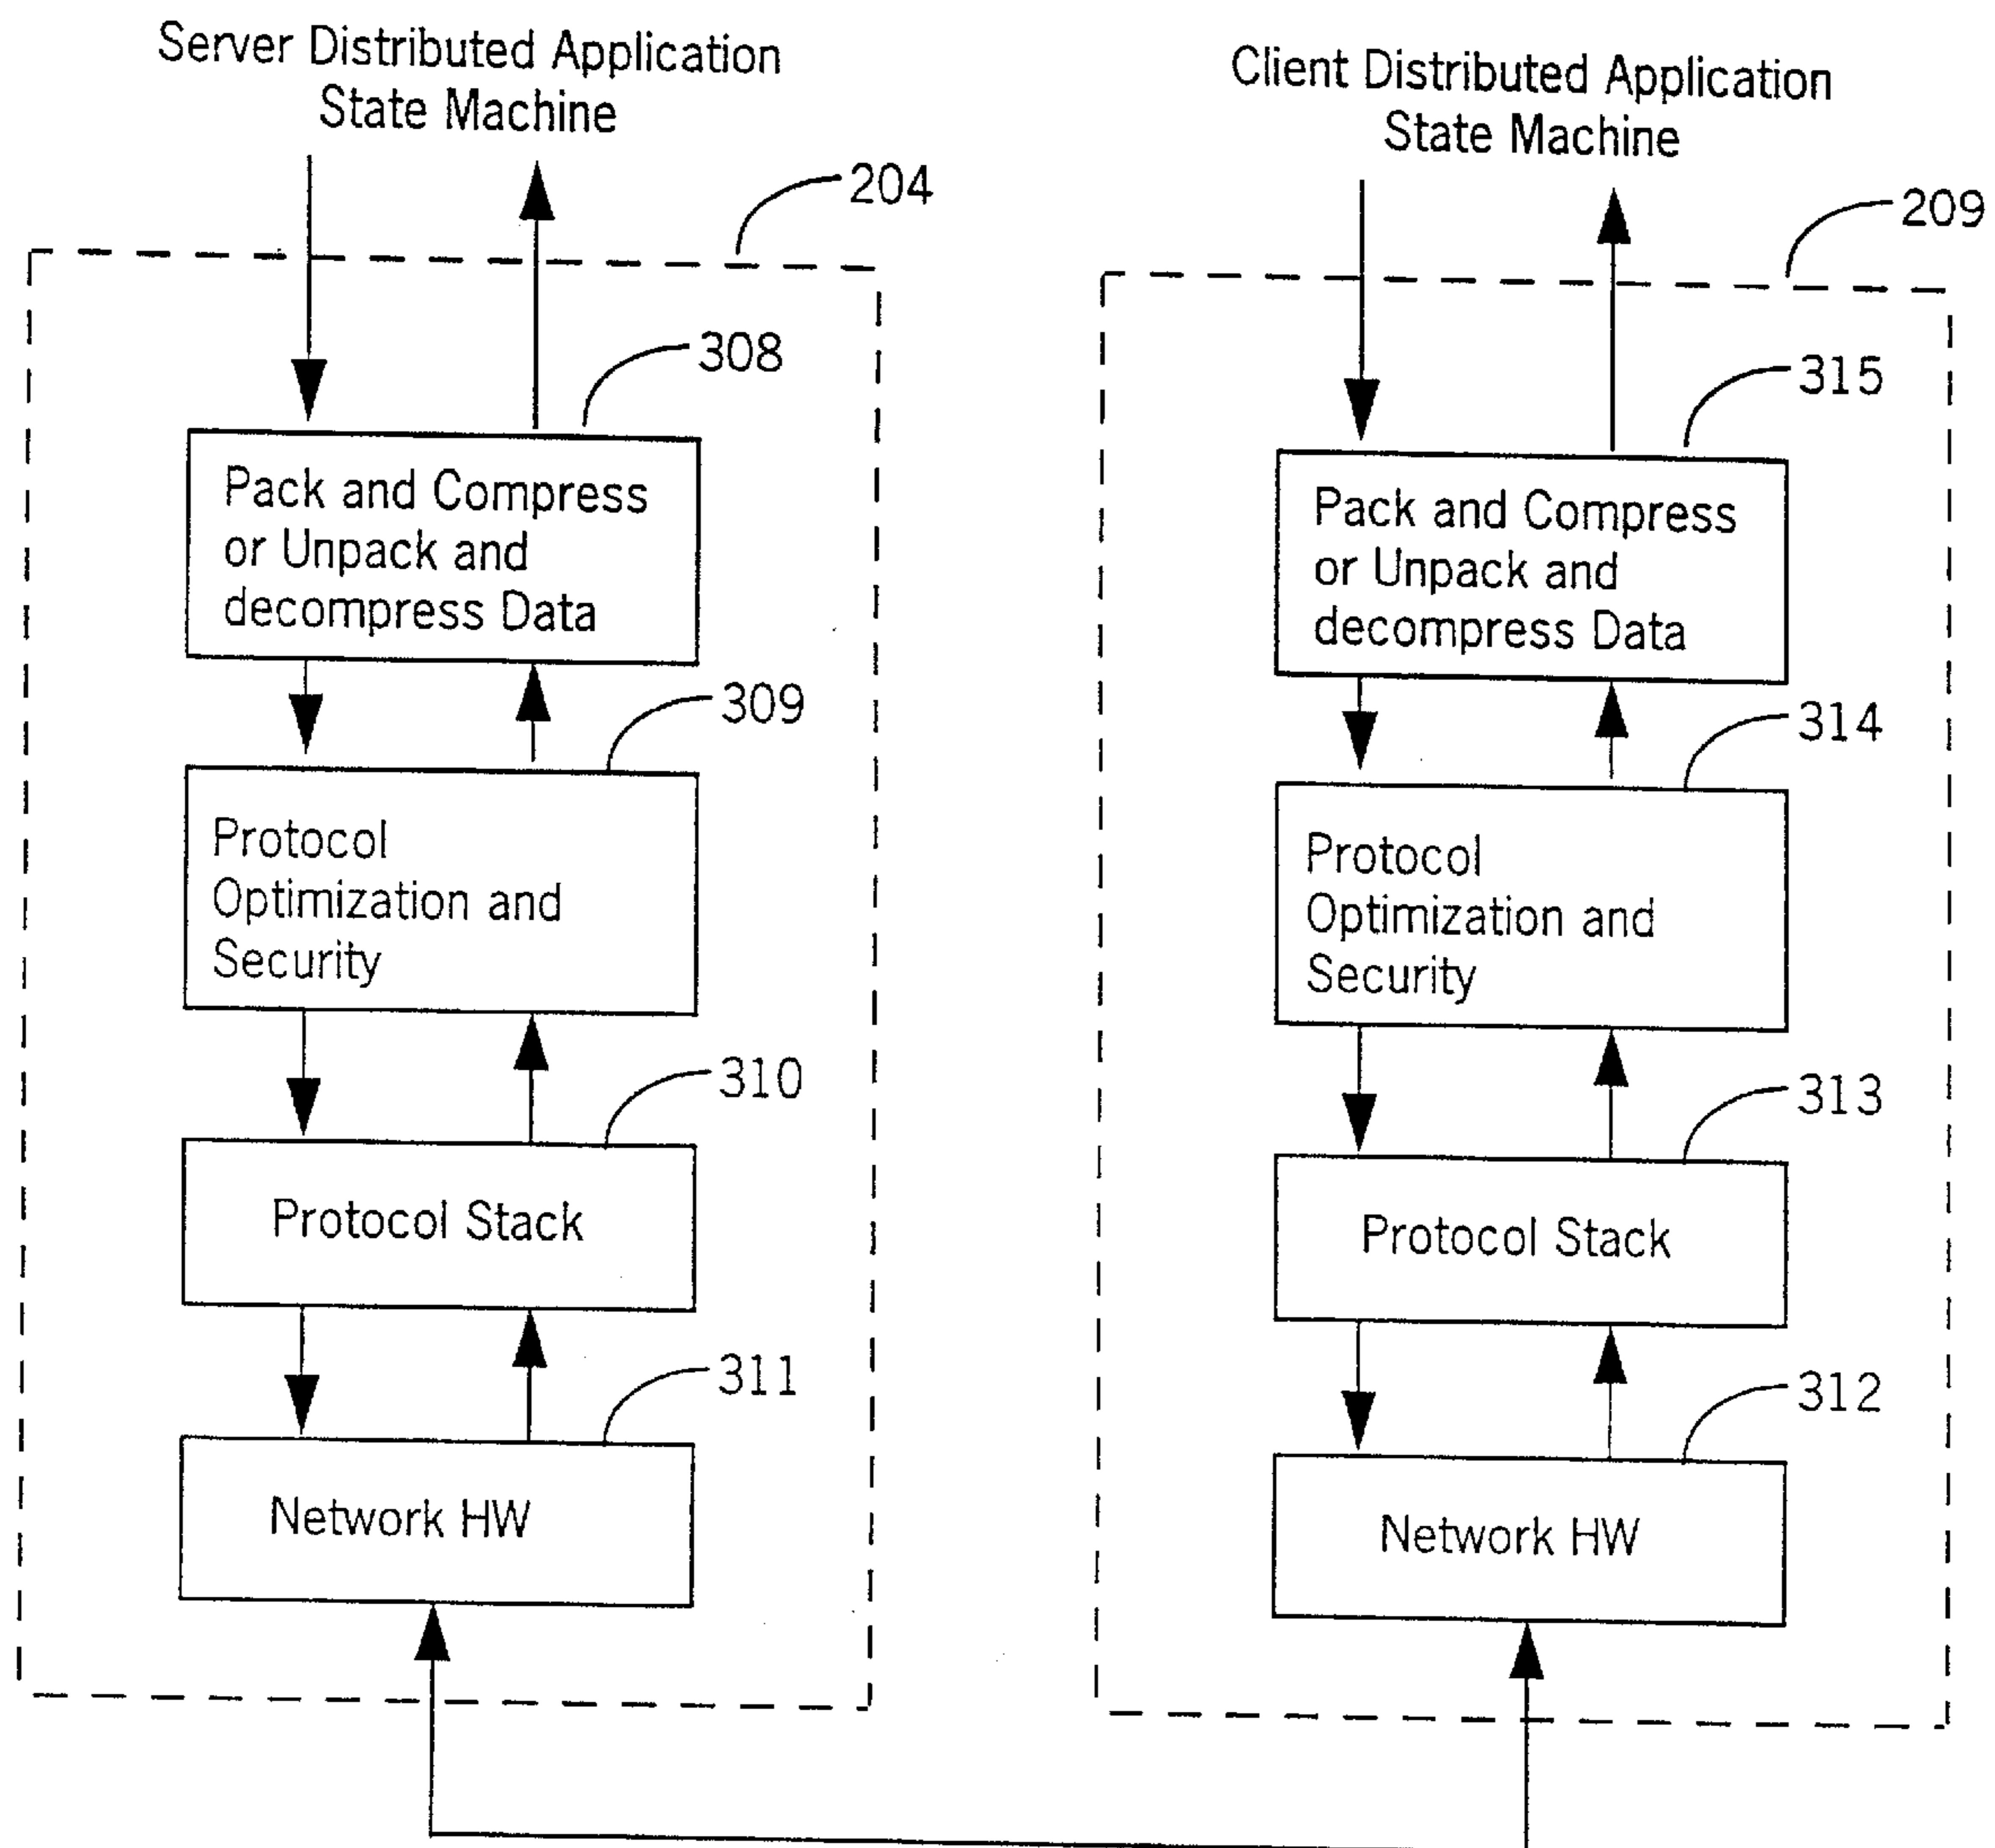 Server Distributed Application
State Machine
204
308
Pack and Compress
or Unpack and
decompress Data
309
Protocol
Optimization and
Security
310
Protocol Stack
311
Network HW
Client Distributed Application
State Machine
209
315
Pack and Compress
or Unpack and
decompress Data
314
Protocol
Optimization and
Security
313
Protocol Stack
312
Network HW